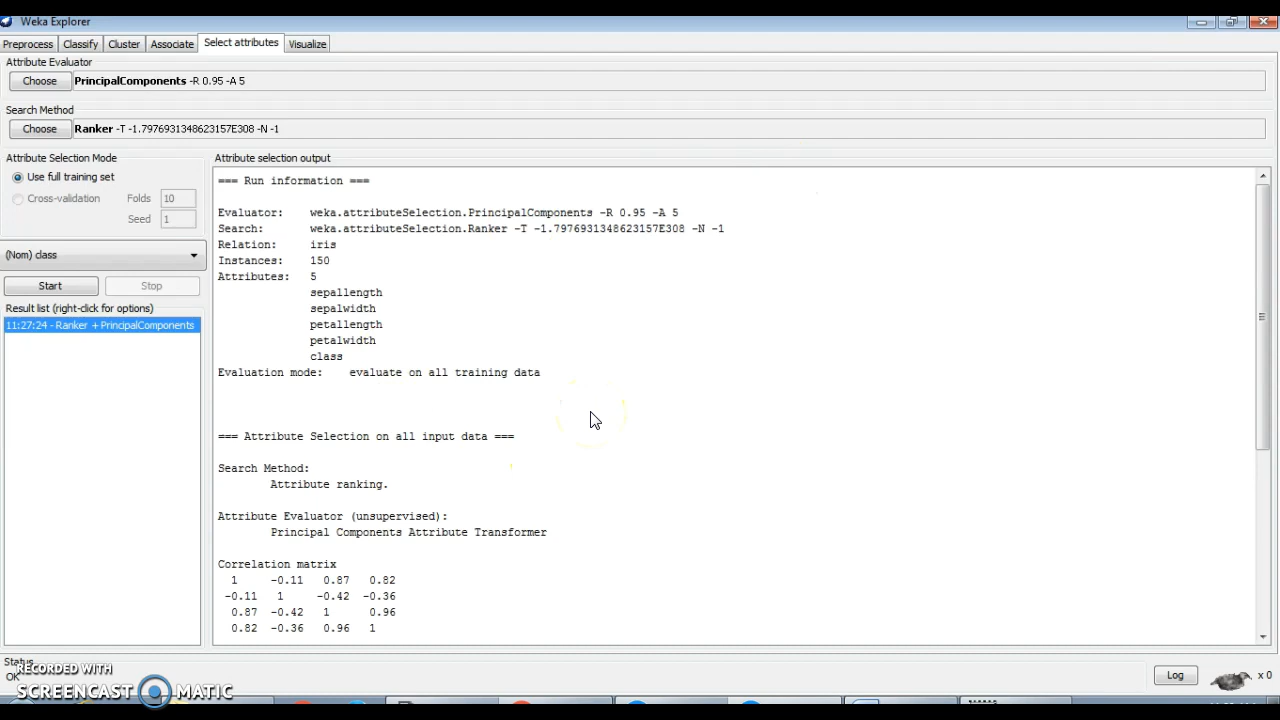 Weka Explorer
Preprocess Classify Cluster Associate Select attributes Visualize
Attribute Evaluator
Choose PrincipalComponents -R 0.95 -A 5
Search Method
Choose Ranker -T -1.7976931348623157E308 -N -1
Attribute Selection Mode
Use full training set
Cross-validation Folds 10
Seed 1
(Nom) class
Start Stop
Result list (right-click for options)
11:27:24 - Ranker + PrincipalComponents
Attribute selection output
=== Run information ===
Evaluator: weka.attributeSelection.PrincipalComponents -R 0.95 -A 5
Search: weka.attributeSelection.Ranker -T -1.7976931348623157E308 -N -1
Relation: iris
Instances: 150
Attributes: 5
sepallength
sepalwidth
petallength
petalwidth
class
Evaluation mode: evaluate on all training data
=== Attribute Selection on all input data ===
Search Method:
Attribute ranking.
Attribute Evaluator (unsupervised):
Principal Components Attribute Transformer
Correlation matrix
1 -0.11 0.87 0.82
-0.11 1 -0.42 -0.36
0.87 -0.42 1 0.96
0.82 -0.36 0.96 1
Status
OK
Log x 0
RECORDED WITH
SCREENCAST MATIC